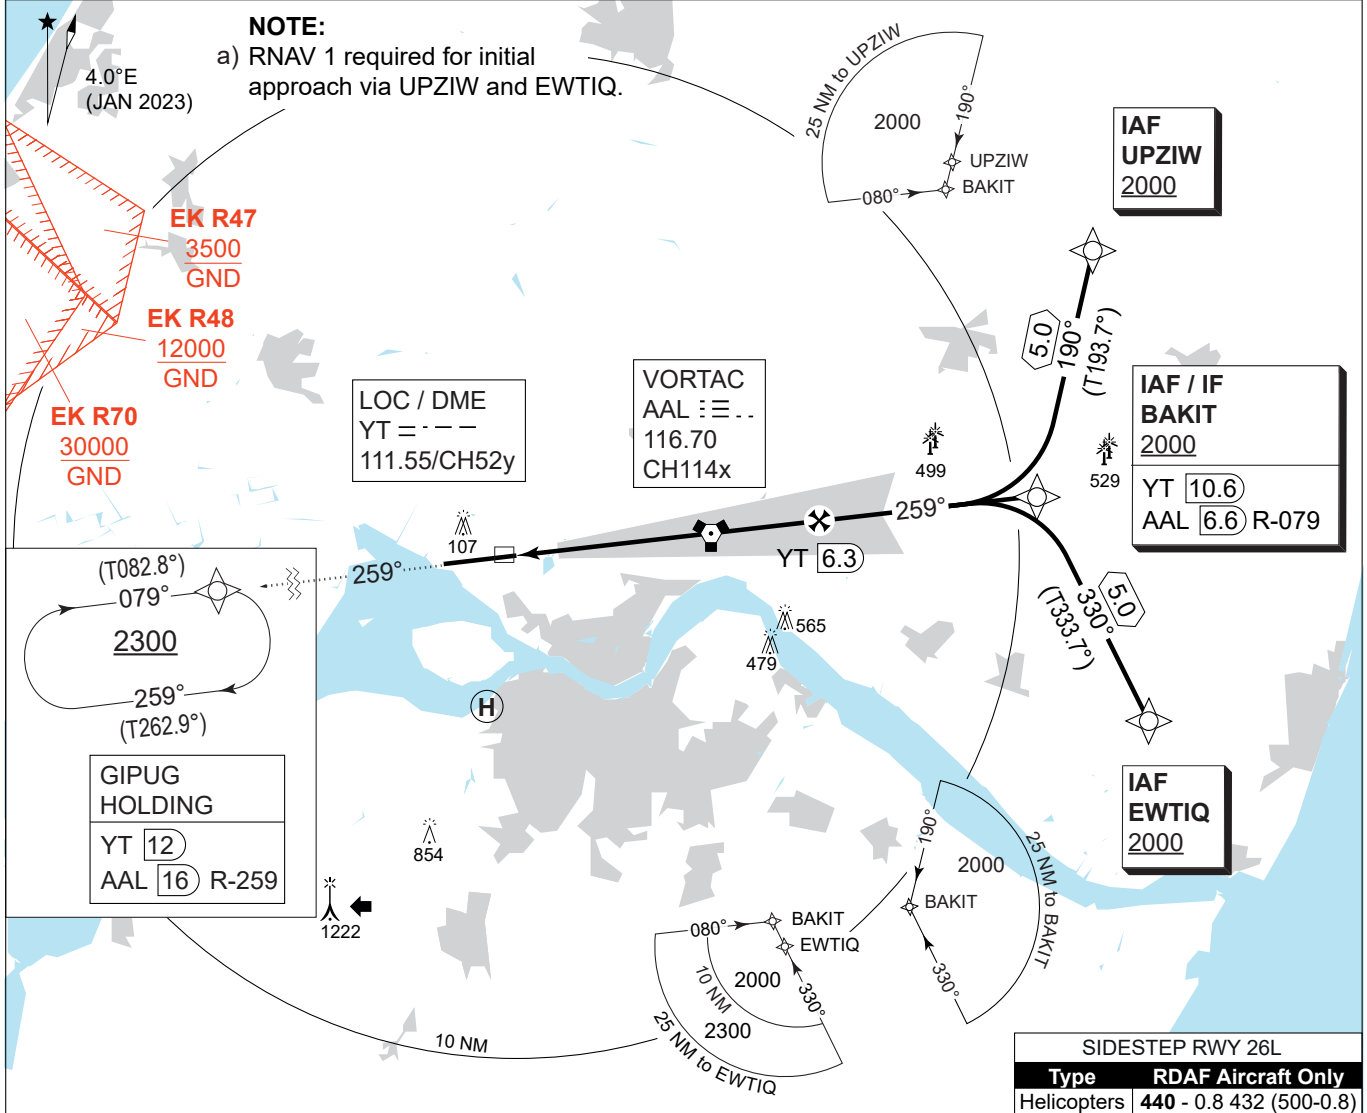 NOTE:
a) RNAV 1 required for initial
approach via UPZIW and EWTIQ.
4.0°E
(JAN 2023)
25 NM to UPZIW
2000
190°
UPZIW
BAKIT
080°
IAF
UPZIW
2000
EK R47
3500
GND
EK R48
12000
GND
EK R70
30000
GND
5.0
190°
(T193.7°)
LOC / DME
YT
111.55/CH52y
VORTAC
AAL
116.70
CH114x
IAF / IF
BAKIT
2000
YT 10.6
AAL 6.6 R-079
499
529
259°
107
YT 6.3
259°
(T082.8°)
079°
2300
259°
(T262.9°)
5.0
330°
(T333.7°)
565
479
H
GIPUG
HOLDING
YT 12
AAL 16 R-259
IAF
EWTIQ
2000
854
1222
190°
2000
25 NM to BAKIT
BAKIT
330°
080°
BAKIT
EWTIQ
2000
10 NM
330°
2300
25 NM to EWTIQ
10 NM
SIDESTEP RWY 26L
Type RDAF Aircraft Only
Helicopters 440 - 0.8 432 (500-0.8)